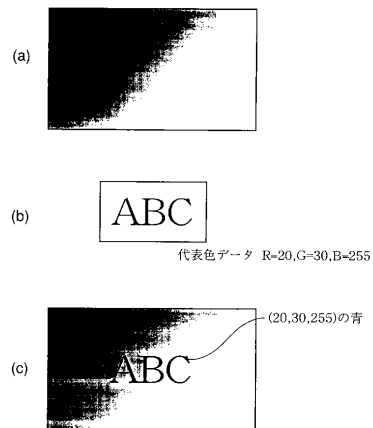 (a)
(b)
ABC
代表色データ R=20,G=30,B=255
(20,30,255)の青
(c)
ABC